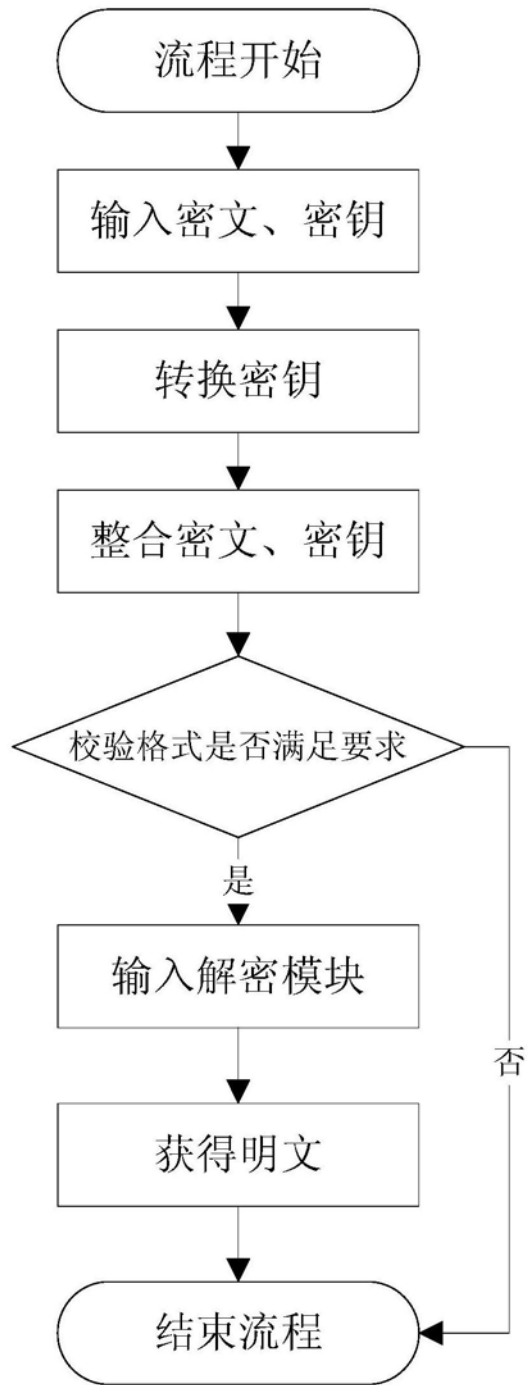 流程开始
输入密文、密钥
转换密钥
整合密文、密钥
校验格式是否满足要求
是
输入解密模块
否
获得明文
结束流程